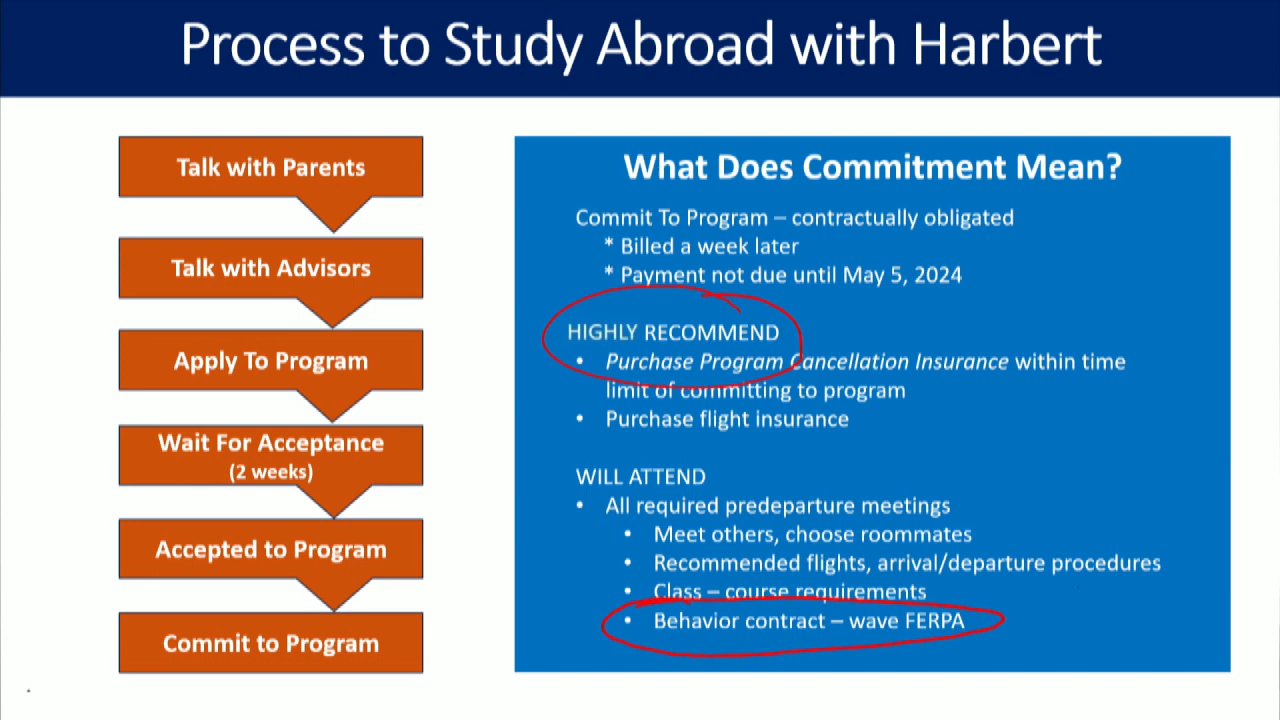 Process to Study Abroad with Harbert
Talk with Parents
Talk with Advisors
Apply To Program
Wait For Acceptance
(2 weeks)
Accepted to Program
Commit to Program
What Does Commitment Mean?
Commit To Program – contractually obligated
* Billed a week later
* Payment not due until May 5, 2024
HIGHLY RECOMMEND
• Purchase Program Cancellation Insurance within time
limit of committing to program
• Purchase flight insurance
WILL ATTEND
• All required predeparture meetings
• Meet others, choose roommates
• Recommended flights, arrival/departure procedures
• Class – course requirements
• Behavior contract – wave FERPA